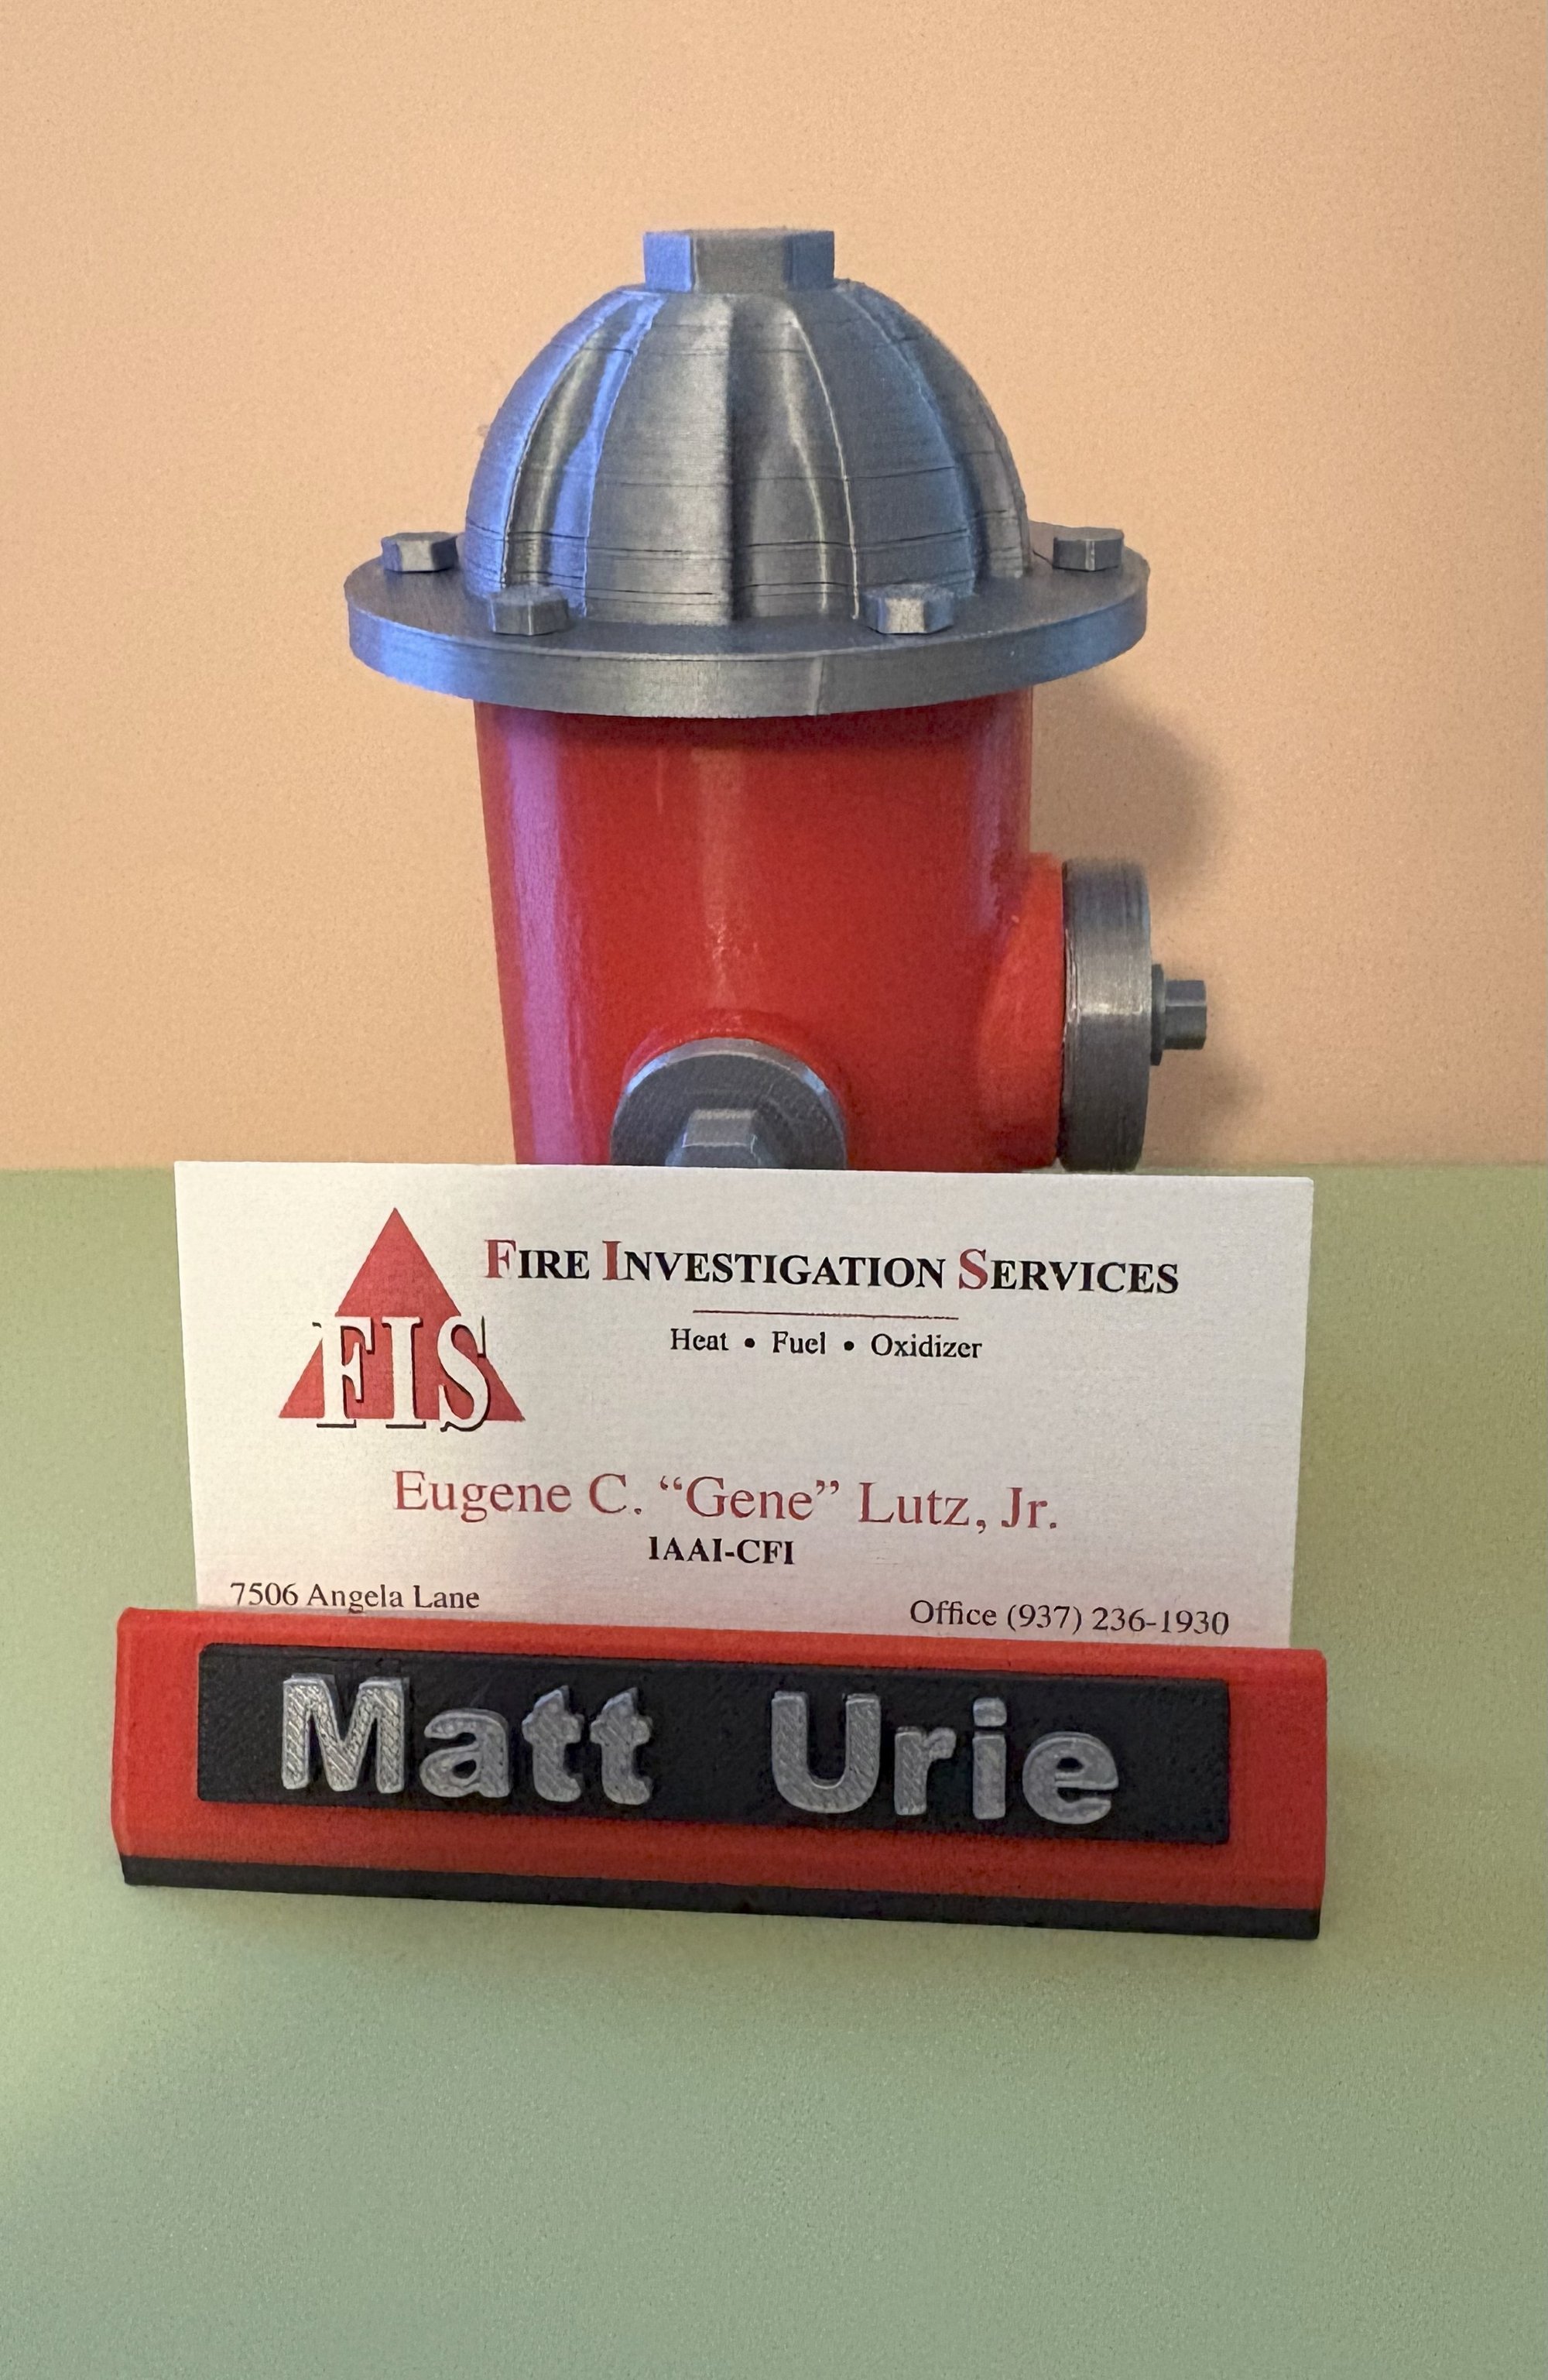 FIRE INVESTIGATION SERVICES
Heat • Fuel • Oxidizer
FIS
Eugene C. “Gene” Lutz, Jr.
IAAI-CFI
7506 Angela Lane
Office (937) 236-1930
Matt Urie